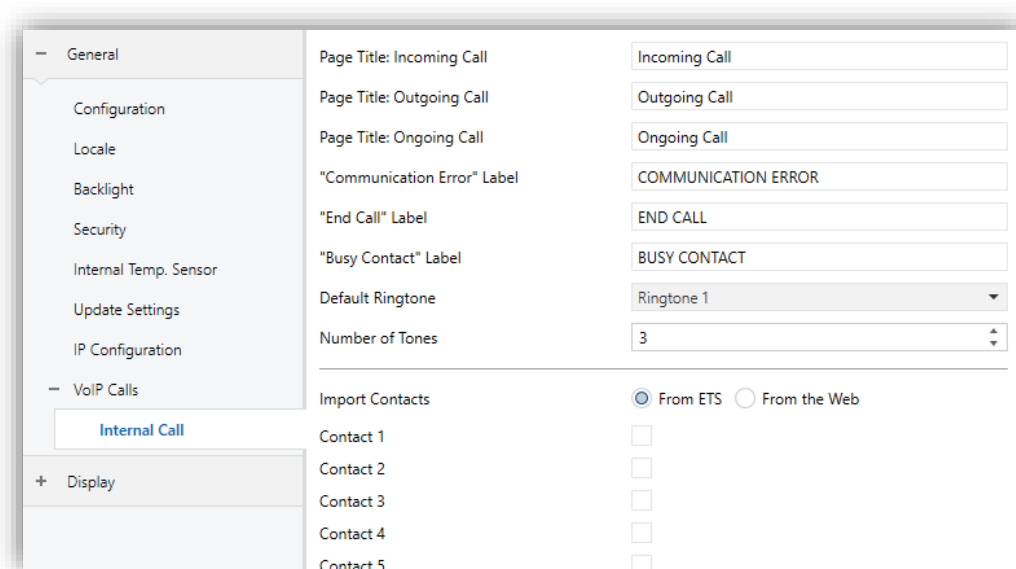 General
Configuration
Locale
Backlight
Security
Internal Temp. Sensor
Update Settings
IP Configuration
VoIP Calls
Internal Call
Display
Page Title: Incoming Call Incoming Call
Page Title: Outgoing Call Outgoing Call
Page Title: Ongoing Call Ongoing Call
"Communication Error" Label COMMUNICATION ERROR
"End Call" Label END CALL
"Busy Contact" Label BUSY CONTACT
Default Ringtone Ringtone 1
Number of Tones 3
Import Contacts From ETS From the Web
Contact 1
Contact 2
Contact 3
Contact 4
Contact 5